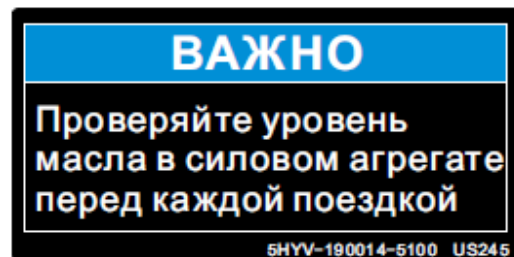 ВАЖНО
Проверяйте уровень
масла в силовом агрегате
перед каждой поездкой
5HYV-190014-5100 US245